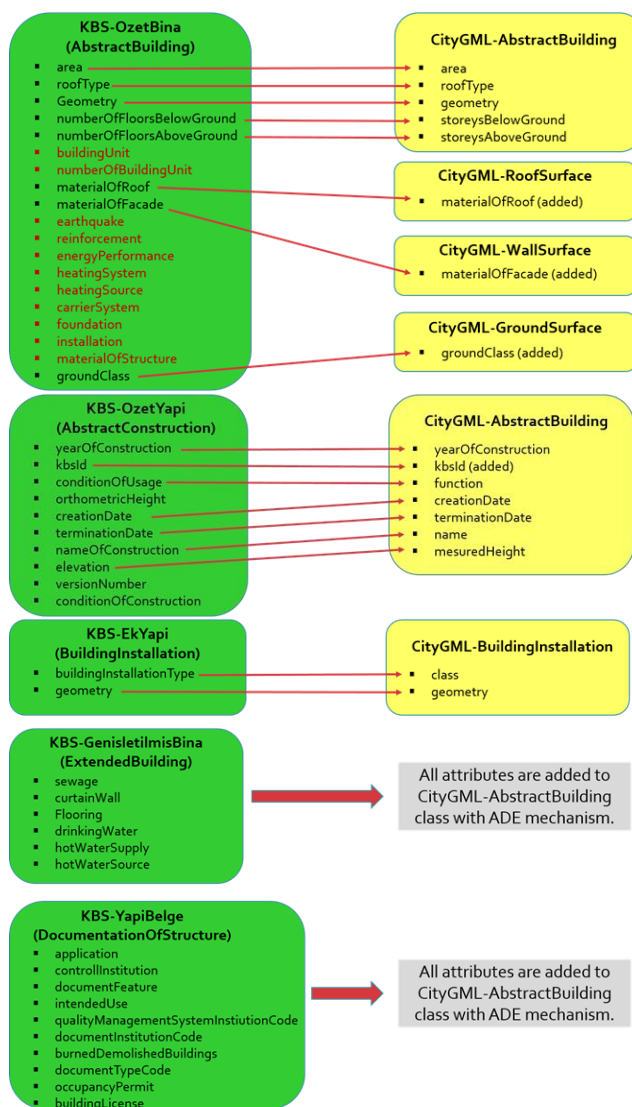 KBS-OzetBina
(AbstractBuilding)
area
roofType
Geometry
numberOfFloorsBelowGround
numberOfFloorsAboveGround
buildingUnit
numberOfBuildingUnit
materialOfRoof
materialOfFacade
earthquake
reinforcement
energyPerformance
heatingSystem
heatingSource
carrierSystem
foundation
installation
materialOfStructure
groundClass
CityGML-AbstractBuilding
area
roofType
geometry
storeysBelowGround
storeysAboveGround
CityGML-RoofSurface
materialOfRoof (added)
CityGML-WallSurface
materialOfFacade (added)
CityGML-GroundSurface
groundClass (added)
KBS-OzetYapi
(AbstractConstruction)
yearOfConstruction
kbsId
conditionOfUsage
orthometricHeight
creationDate
terminationDate
nameOfConstruction
elevation
versionNumber
conditionOfConstruction
CityGML-AbstractBuilding
yearOfConstruction
kbsId (added)
function
creationDate
terminationDate
name
mesuredHeight
KBS-EkYapi
(BuildingInstallation)
buildingInstallationType
geometry
CityGML-BuildingInstallation
class
geometry
KBS-GenisletilmisBina
(ExtendedBuilding)
sewage
curtainWall
Flooring
drinkingWater
hotWaterSupply
hotWaterSource
All attributes are added to
CityGML-AbstractBuilding
class with ADE mechanism.
KBS-YapiBelge
(DocumentationOfStructure)
application
controllInstitution
documentFeature
intendedUse
qualityManagementSystemInstiutionCode
documentInstitutionCode
burnedDemolishedBuildings
documentTypeCode
occupancyPermit
buildingLicense
All attributes are added to
CityGML-AbstractBuilding
class with ADE mechanism.